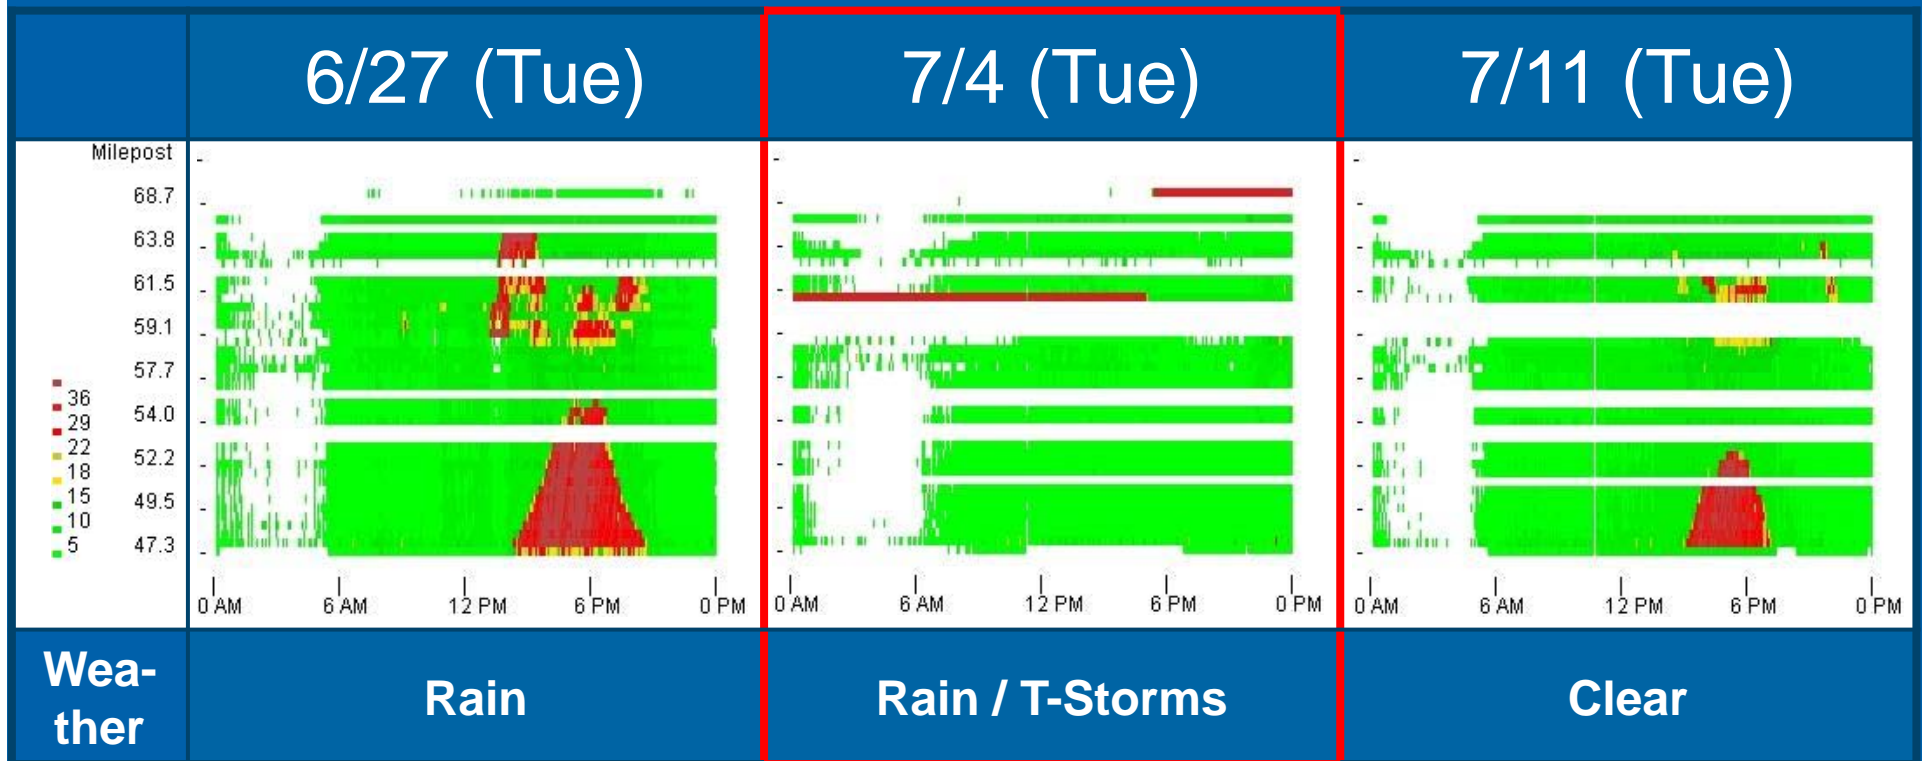 6/27 (Tue)
7/4 (Tue)
7/11 (Tue)
Milepost
68.7
63.8
61.5
59.1
57.7
54.0
52.2
49.5
47.3
36
29
22
18
15
10
5
0 AM 6 AM 12 PM 6 PM 0 PM
0 AM 6 AM 12 PM 6 PM 0 PM
0 AM 6 AM 12 PM 6 PM 0 PM
Wea-
ther
Rain
Rain / T-Storms
Clear